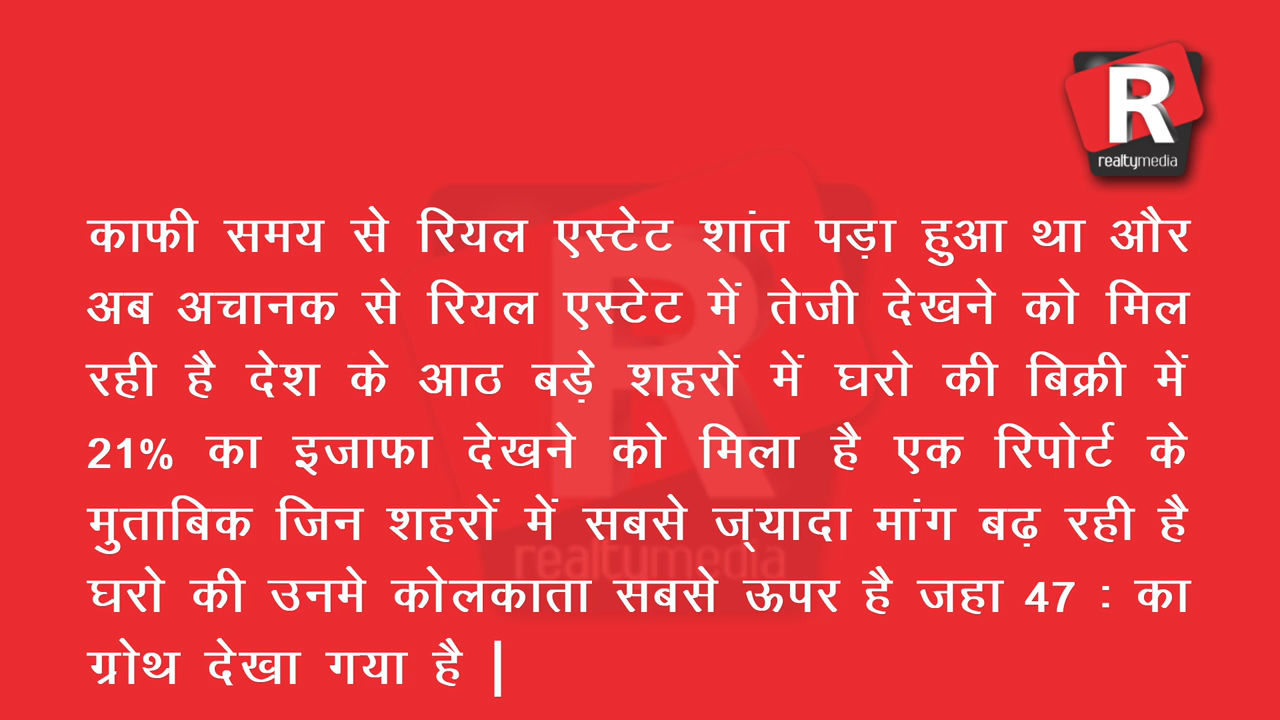 R
realtymedia
काफी समय से रियल एस्टेट शांत पड़ा हुआ था और
अब अचानक से रियल एस्टेट में तेजी देखने को मिल
रही है देश के आठ बड़े शहरों में घरो की बिक्री में
21% का इजाफा देखने को मिला है एक रिपोर्ट के
मुताबिक जिन शहरों में सबसे ज्‌यादा मांग बढ़ रही है
घरो की उनमे कोलकाता सबसे ऊपर है जहा 47 : का
ग्रोथ देखा गया है |
R
realtymedia